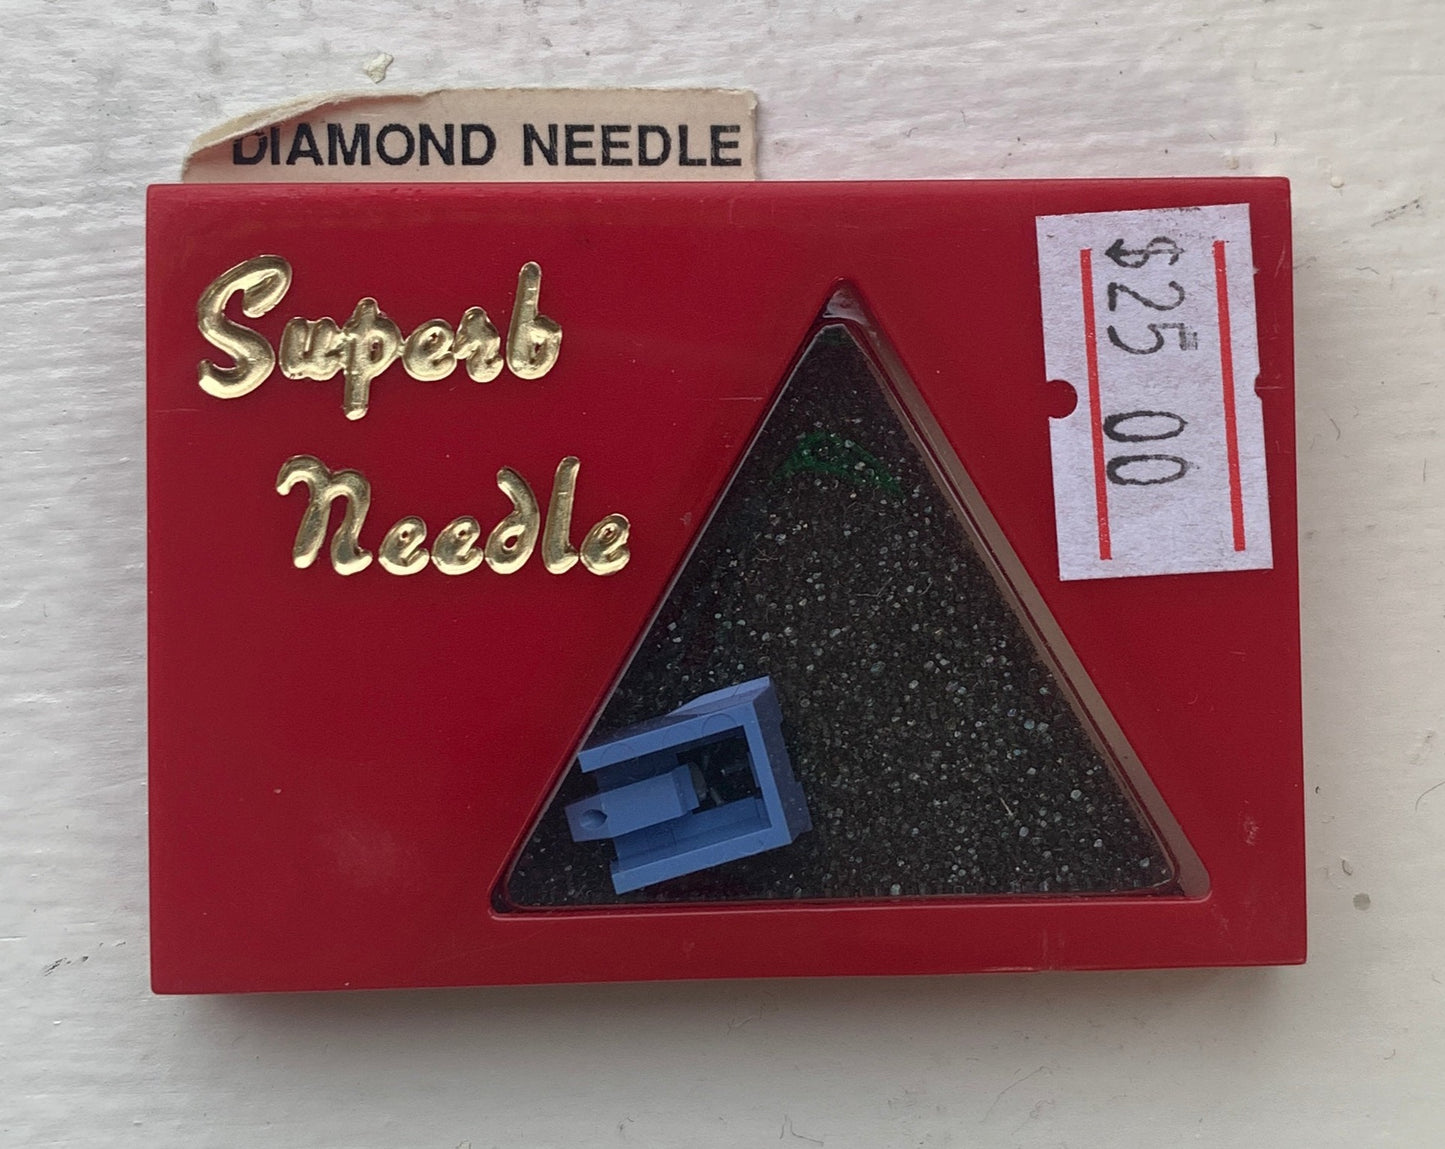 DIAMOND NEEDLE
Superb
Needle
$25 00